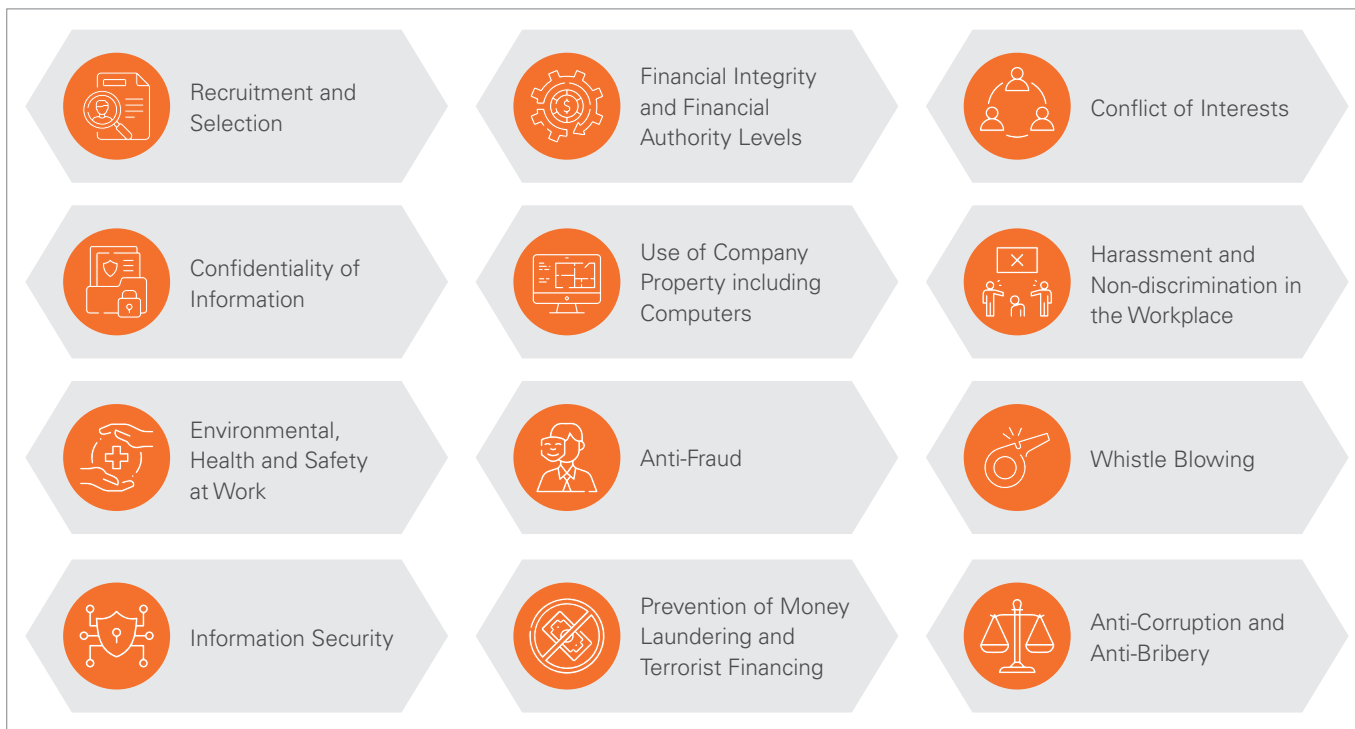 Recruitment and
Selection
Financial Integrity
and Financial
Authority Levels
Conflict of Interests
Confidentiality of
Information
Use of Company
Property including
Computers
Harassment and
Non-discrimination in
the Workplace
Environmental,
Health and Safety
at Work
Anti-Fraud
Whistle Blowing
Information Security
Prevention of Money
Laundering and
Terrorist Financing
Anti-Corruption and
Anti-Bribery